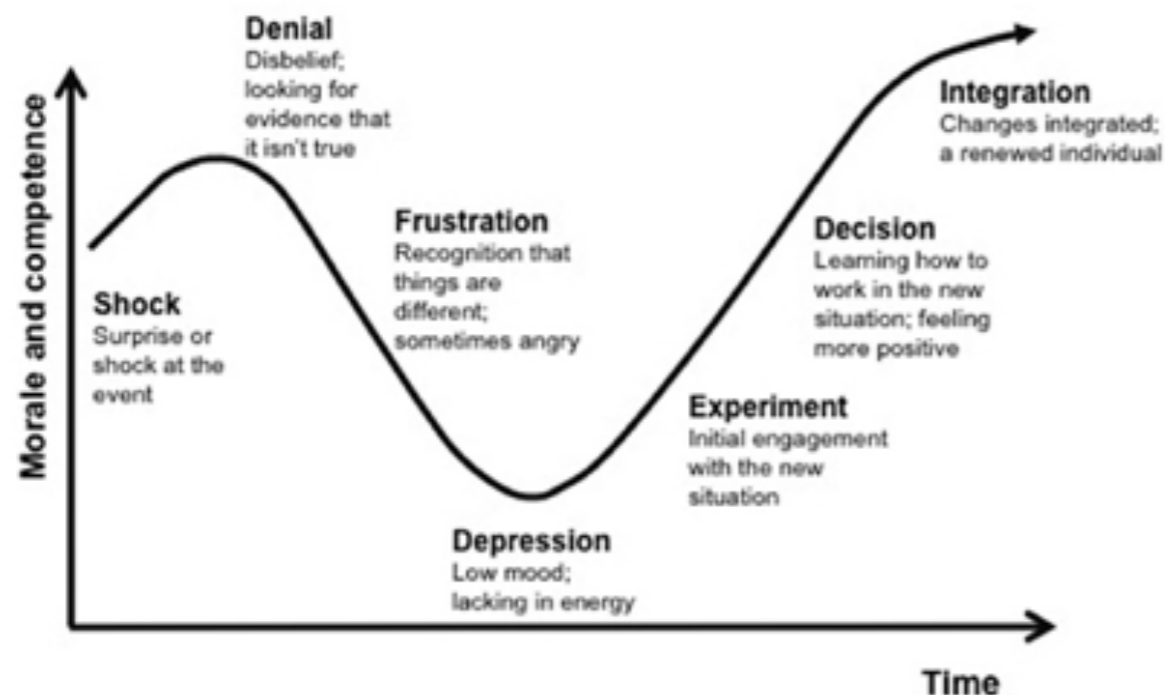 Denial
Disbelief;
looking for
evidence that
it isn't true
Integration
Changes integrated;
a renewed individual
Morale and competence
Frustration
Recognition that
things are
different;
sometimes angry
Decision
Learning how to
work in the new
situation; feeling
more positive
Shock
Surprise or
shock at the
event
Experiment
Initial engagement
with the new
situation
Depression
Low mood;
lacking in energy
Time